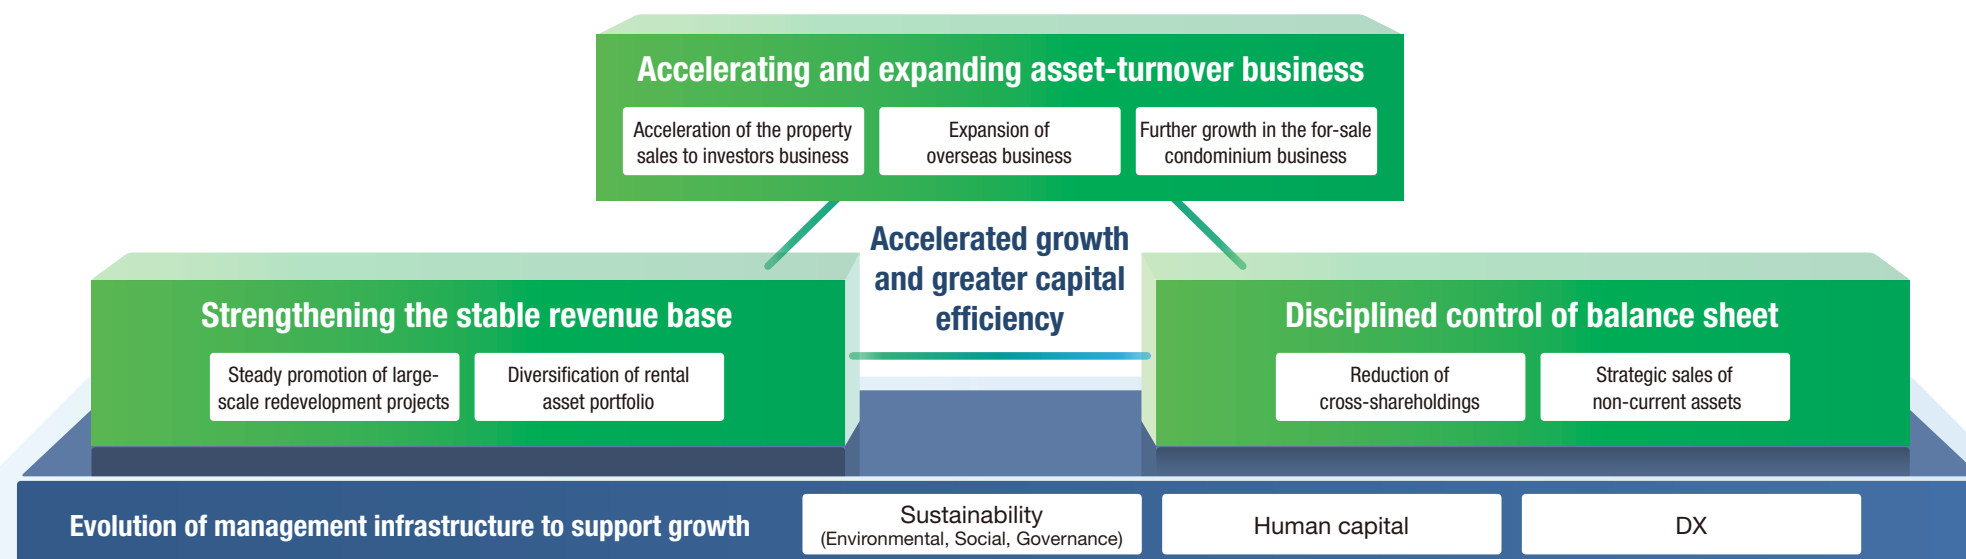 Accelerating and expanding asset-turnover business
Acceleration of the property
sales to investors business
Expansion of
overseas business
Further growth in the for-sale
condominium business
Accelerated growth
and greater capital
efficiency
Strengthening the stable revenue base
Steady promotion of large-
scale redevelopment projects
Diversification of rental
asset portfolio
Disciplined control of balance sheet
Reduction of
cross-shareholdings
Strategic sales of
non-current assets
Evolution of management infrastructure to support growth
Sustainability
(Environmental, Social, Governance)
Human capital
DX